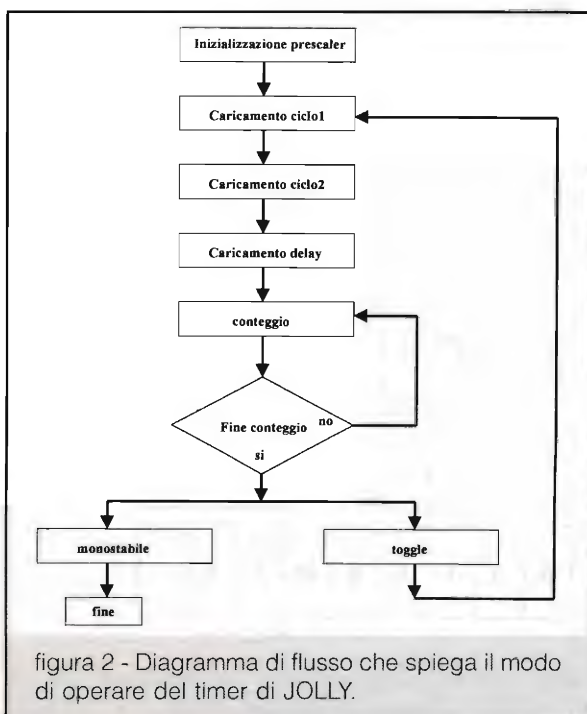 Inizializzazione prescaler
Caricamento ciclo1
Caricamento ciclo2
Caricamento delay
conteggio
Fine conteggio
no
si
monostabile
toggle
fine
figura 2 - Diagramma di flusso che spiega il modo
di operare del timer di JOLLY.